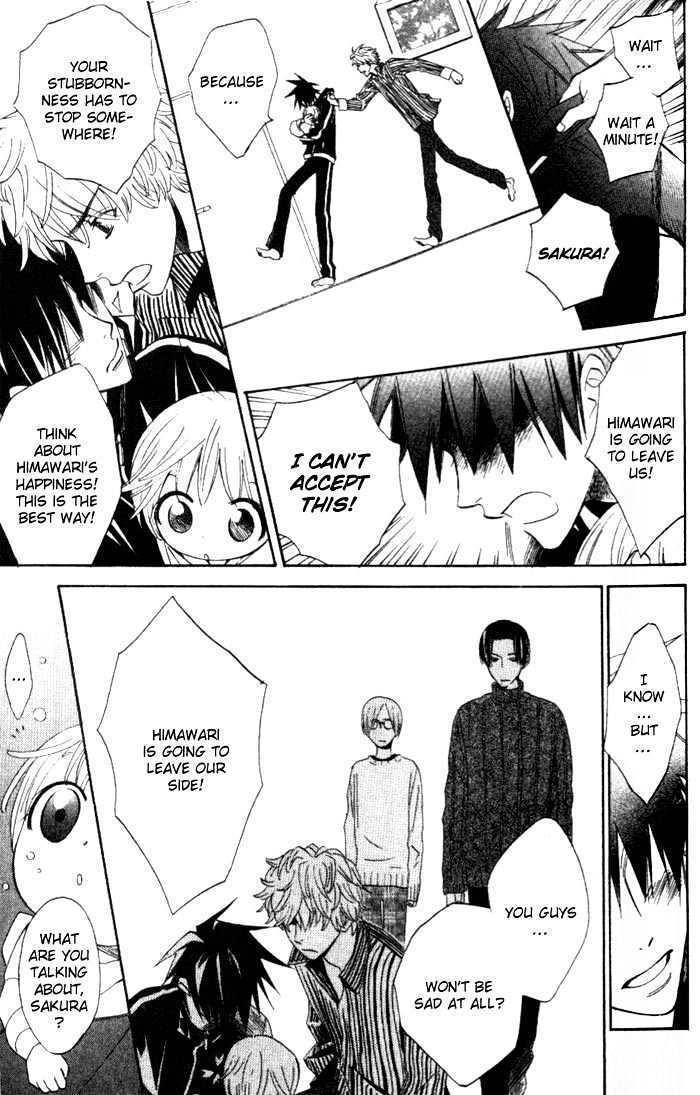 WAIT
...
WAIT A
MINUTE!
SAKURA!
BECAUSE
...
YOUR
STUBBORN-
NESS HAS TO
STOP SOME-
WHERE!
HIMAWARI
IS GOING
TO LEAVE
US!
I CAN'T
ACCEPT
THIS!
THINK
ABOUT
HIMAWARI'S
HAPPINESS!
THIS IS THE
BEST WAY!
I
KNOW
...
BUT
...
HIMAWARI
IS GOING TO
LEAVE OUR
SIDE!
YOU GUYS
...
WON'T BE
SAD AT ALL?
...
WHAT
ARE YOU
TALKING
ABOUT,
SAKURA
?